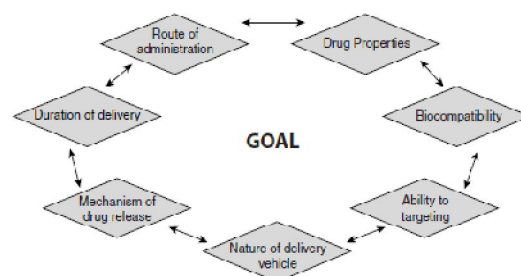 Route of
administration
Drug Properties
Duration of delivery
Biocompatibility
GOAL
Mechanism of
drug release
Ability to
targeting
Nature of delivery
vehicle